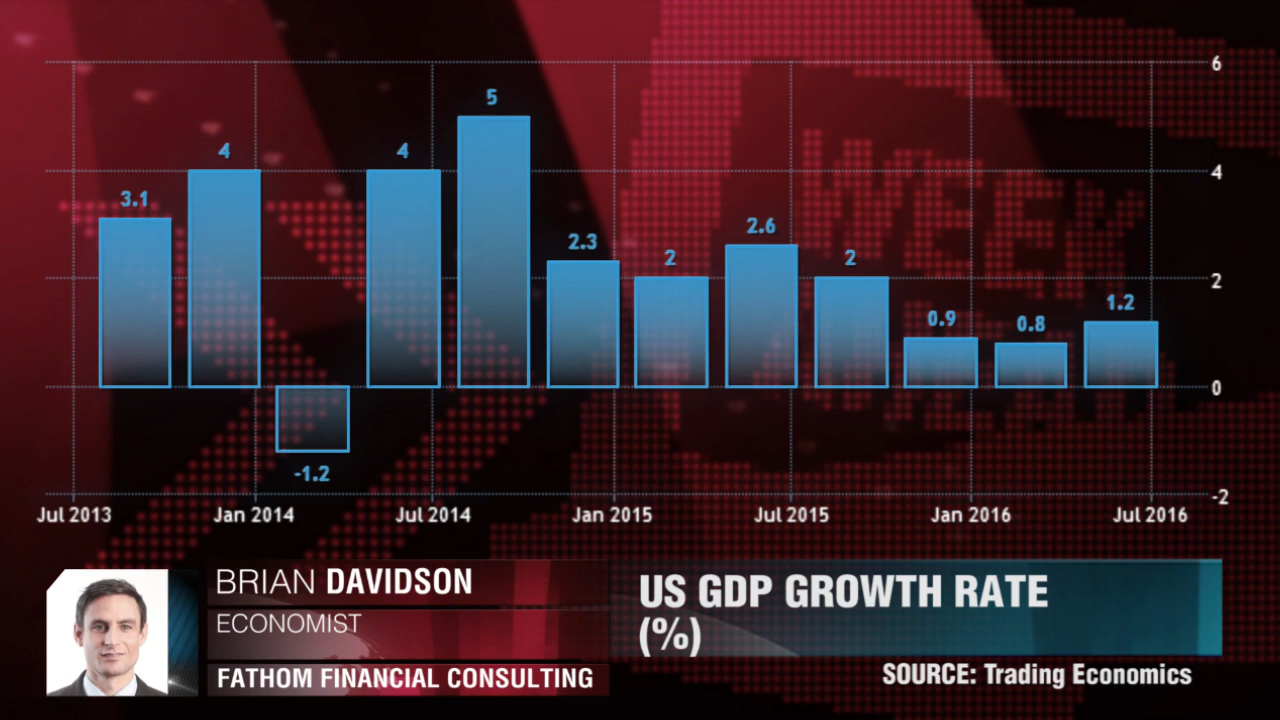 6
5
4
4
4
3.1
2.6
2.3
2
2
2
1.2
0.9
0.8
0
-1.2
-2
Jul 2013
Jan 2014
Jul 2014
Jan 2015
Jul 2015
Jan 2016
Jul 2016
BRIAN DAVIDSON
ECONOMIST
FATHOM FINANCIAL CONSULTING
US GDP GROWTH RATE
(%)
SOURCE: Trading Economics